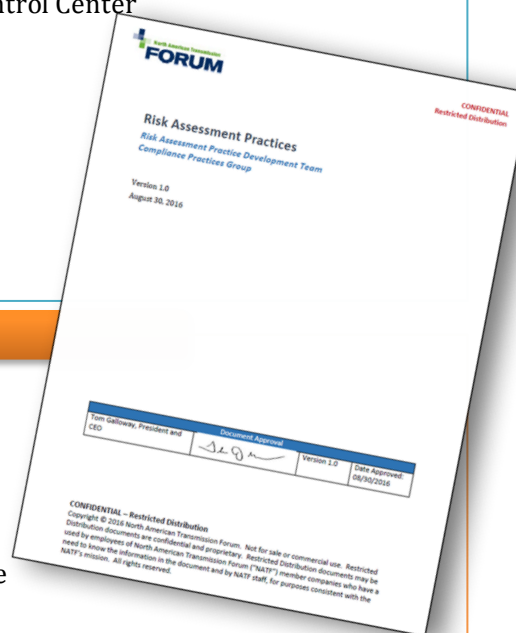 ntrol Center
North American Transmission
FORUM
CONFIDENTIAL
Restricted Distribution
Risk Assessment Practices
Risk Assessment Practice Development Team
Compliance Practices Group
Version 1.0
August 30, 2016
Document Approval
Tom Galloway, President and
CEO
Version 1.0
Date Approved:
08/30/2016
CONFIDENTIAL – Restricted Distribution
Copyright © 2016 North American Transmission Forum. Not for sale or commercial use. Restricted
Distribution documents are confidential and proprietary. Restricted Distribution documents may be
used by employees of North American Transmission Forum ("NATF") member companies who have a
need to know the information in the document and by NATF staff, for purposes consistent with the
NATF's mission. All rights reserved.
e